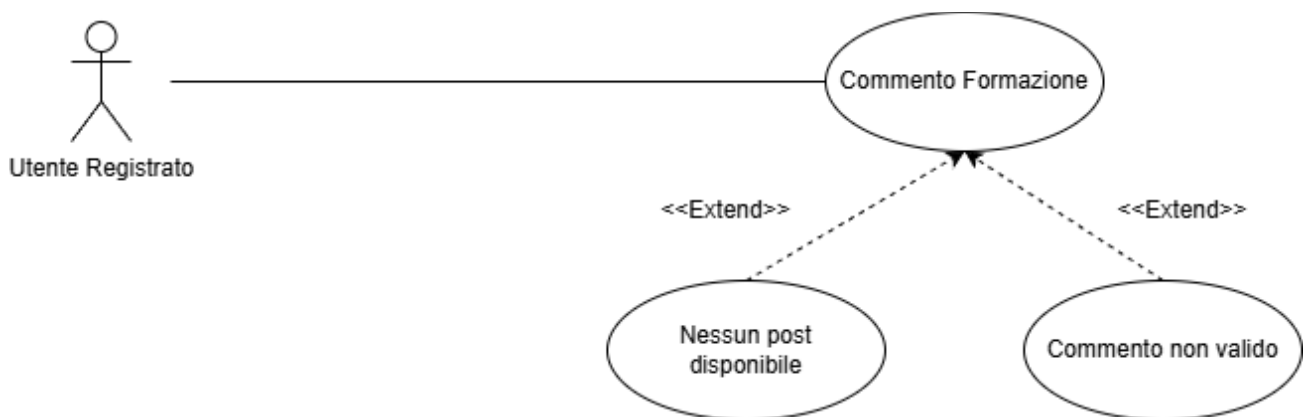 Commento Formazione
Utente Registrato
<<Extend>>
<<Extend>>
Nessun post
disponibile
Commento non valido